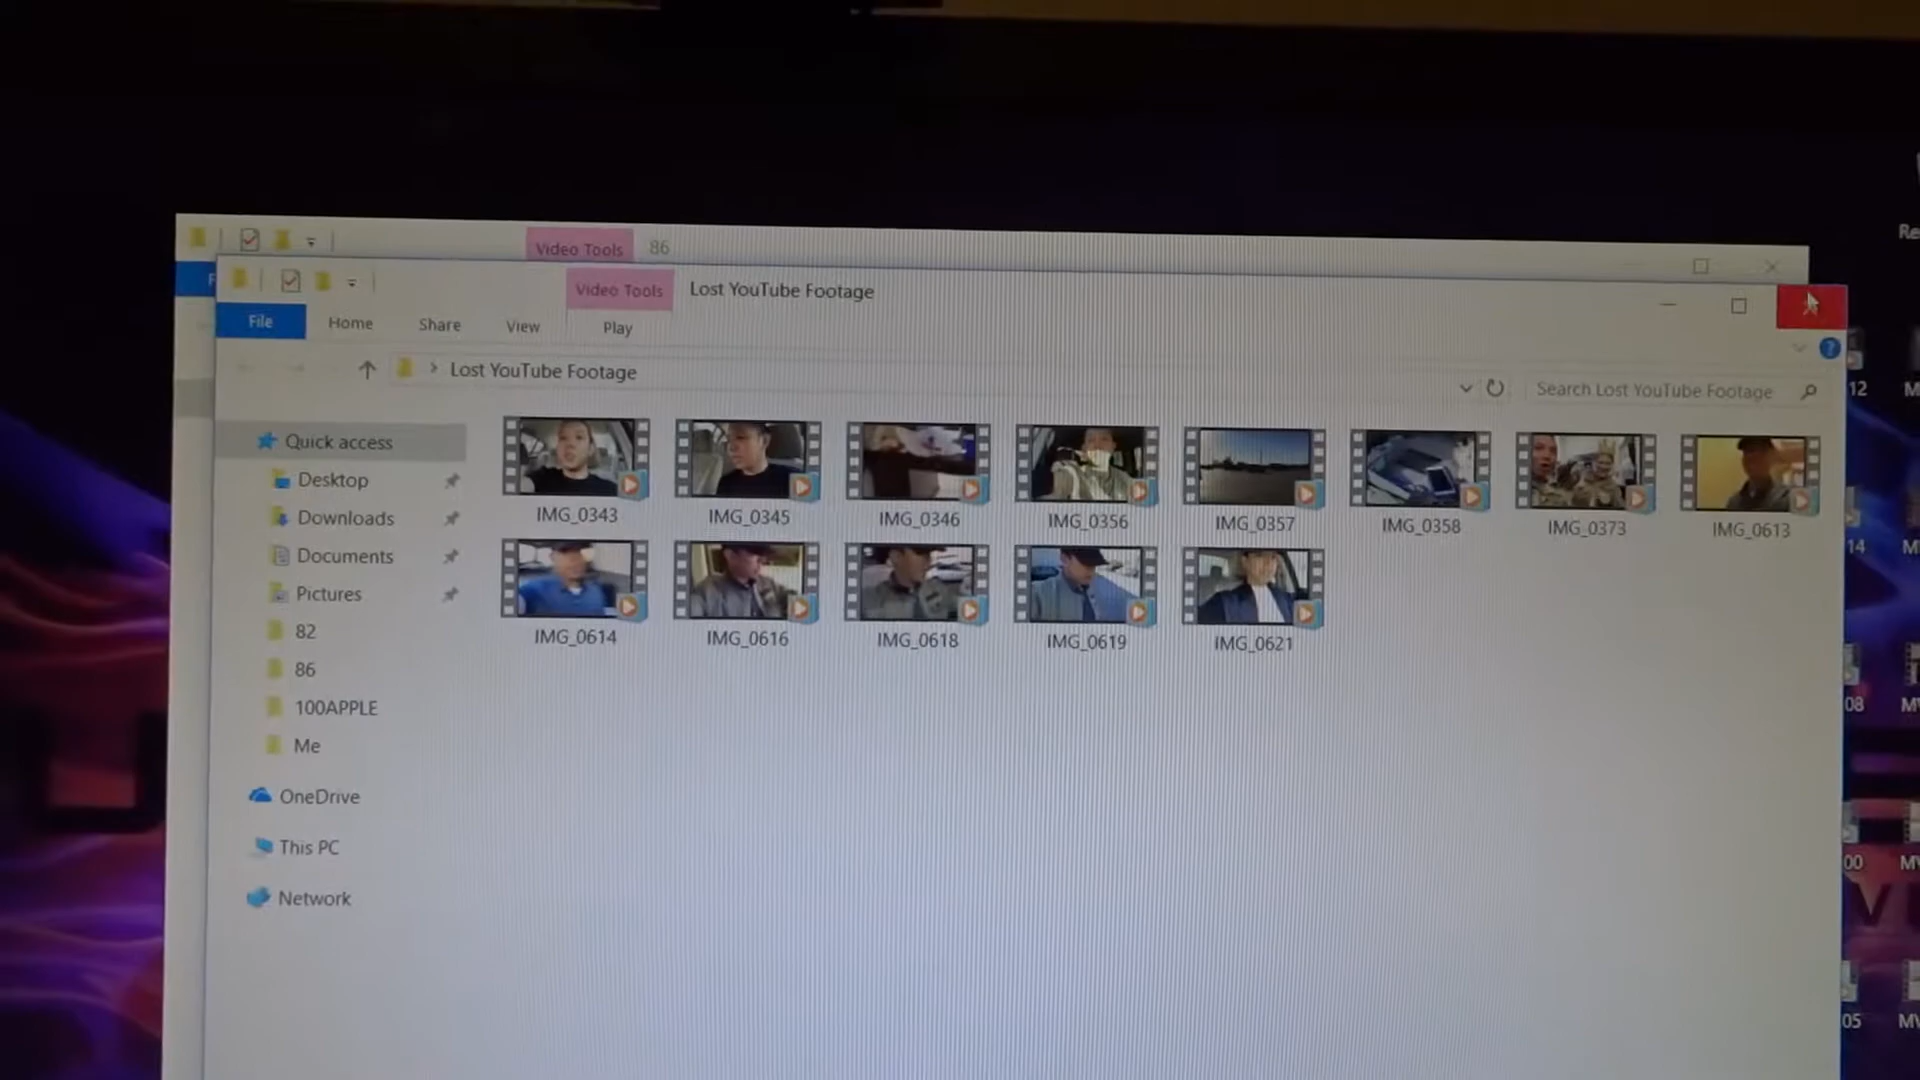 Video Tools 86
Video Tools Lost YouTube Footage
File Home Share View Play
Lost YouTube Footage Search Lost YouTube Footage
Quick access
Desktop
Downloads
Documents
Pictures
82
86
100APPLE
Me
OneDrive
This PC
Network
IMG_0343 IMG_0345 IMG_0346 IMG_0356 IMG_0357 IMG_0358 IMG_0373 IMG_0613
IMG_0614 IMG_0616 IMG_0618 IMG_0619 IMG_0621
Re
12
14
08
00
05